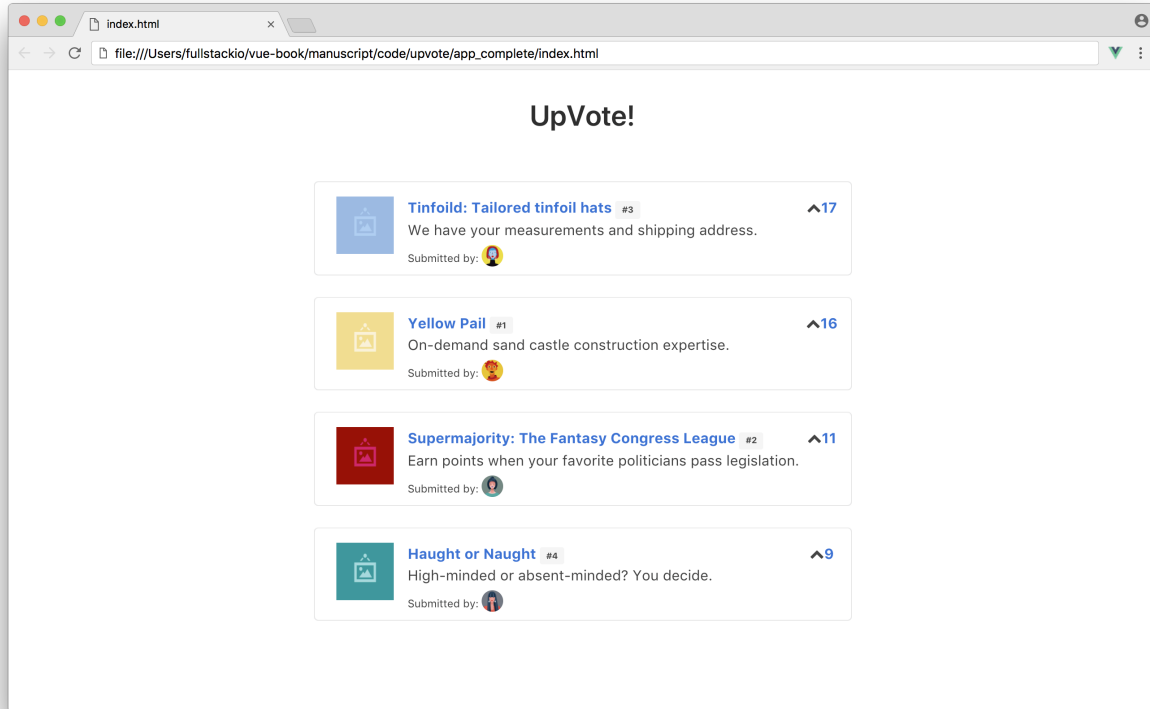 index.html
file:///Users/fullstackio/vue-book/manuscript/code/upvote/app_complete/index.html
UpVote!
Tinfoild: Tailored tinfoil hats #3 17
We have your measurements and shipping address.
Submitted by:
Yellow Pail #1 16
On-demand sand castle construction expertise.
Submitted by:
Supermajority: The Fantasy Congress League #2 11
Earn points when your favorite politicians pass legislation.
Submitted by:
Haught or Naught #4 9
High-minded or absent-minded? You decide.
Submitted by: